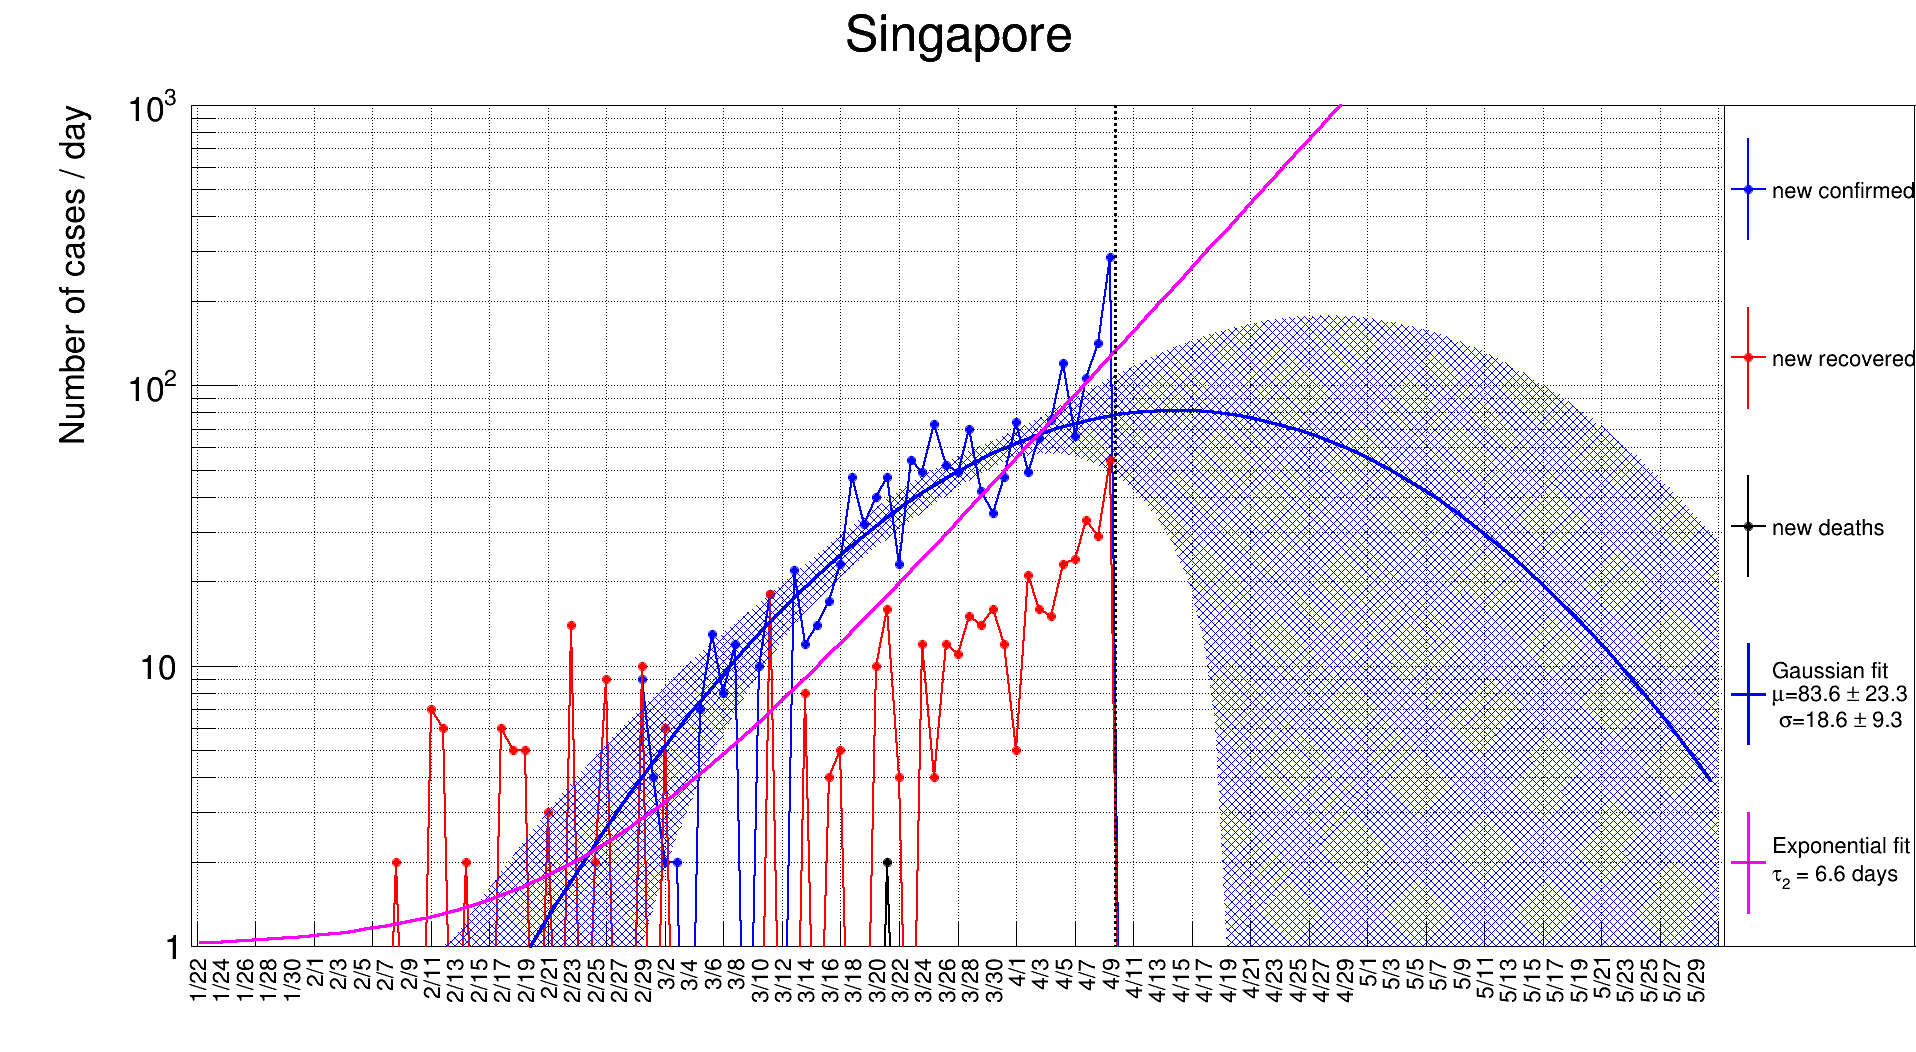 Singapore
Number of cases / day
10³
10²
10
1
1/22 1/24 1/26 1/28 1/30 2/1 2/3 2/5 2/7 2/9 2/11 2/13 2/15 2/17 2/19 2/21 2/23 2/25 2/27 2/29 3/2 3/4 3/6 3/8 3/10 3/12 3/14 3/16 3/18 3/20 3/22 3/24 3/26 3/28 3/30 4/1 4/3 4/5 4/7 4/9 4/11 4/13 4/15 4/17 4/19 4/21 4/23 4/25 4/27 4/29 5/1 5/3 5/5 5/7 5/9 5/11 5/13 5/15 5/17 5/19 5/21 5/23 5/25 5/27 5/29
new confirmed
new recovered
new deaths
Gaussian fit
μ=83.6 ± 23.3
σ=18.6 ± 9.3
Exponential fit
τ₂ = 6.6 days